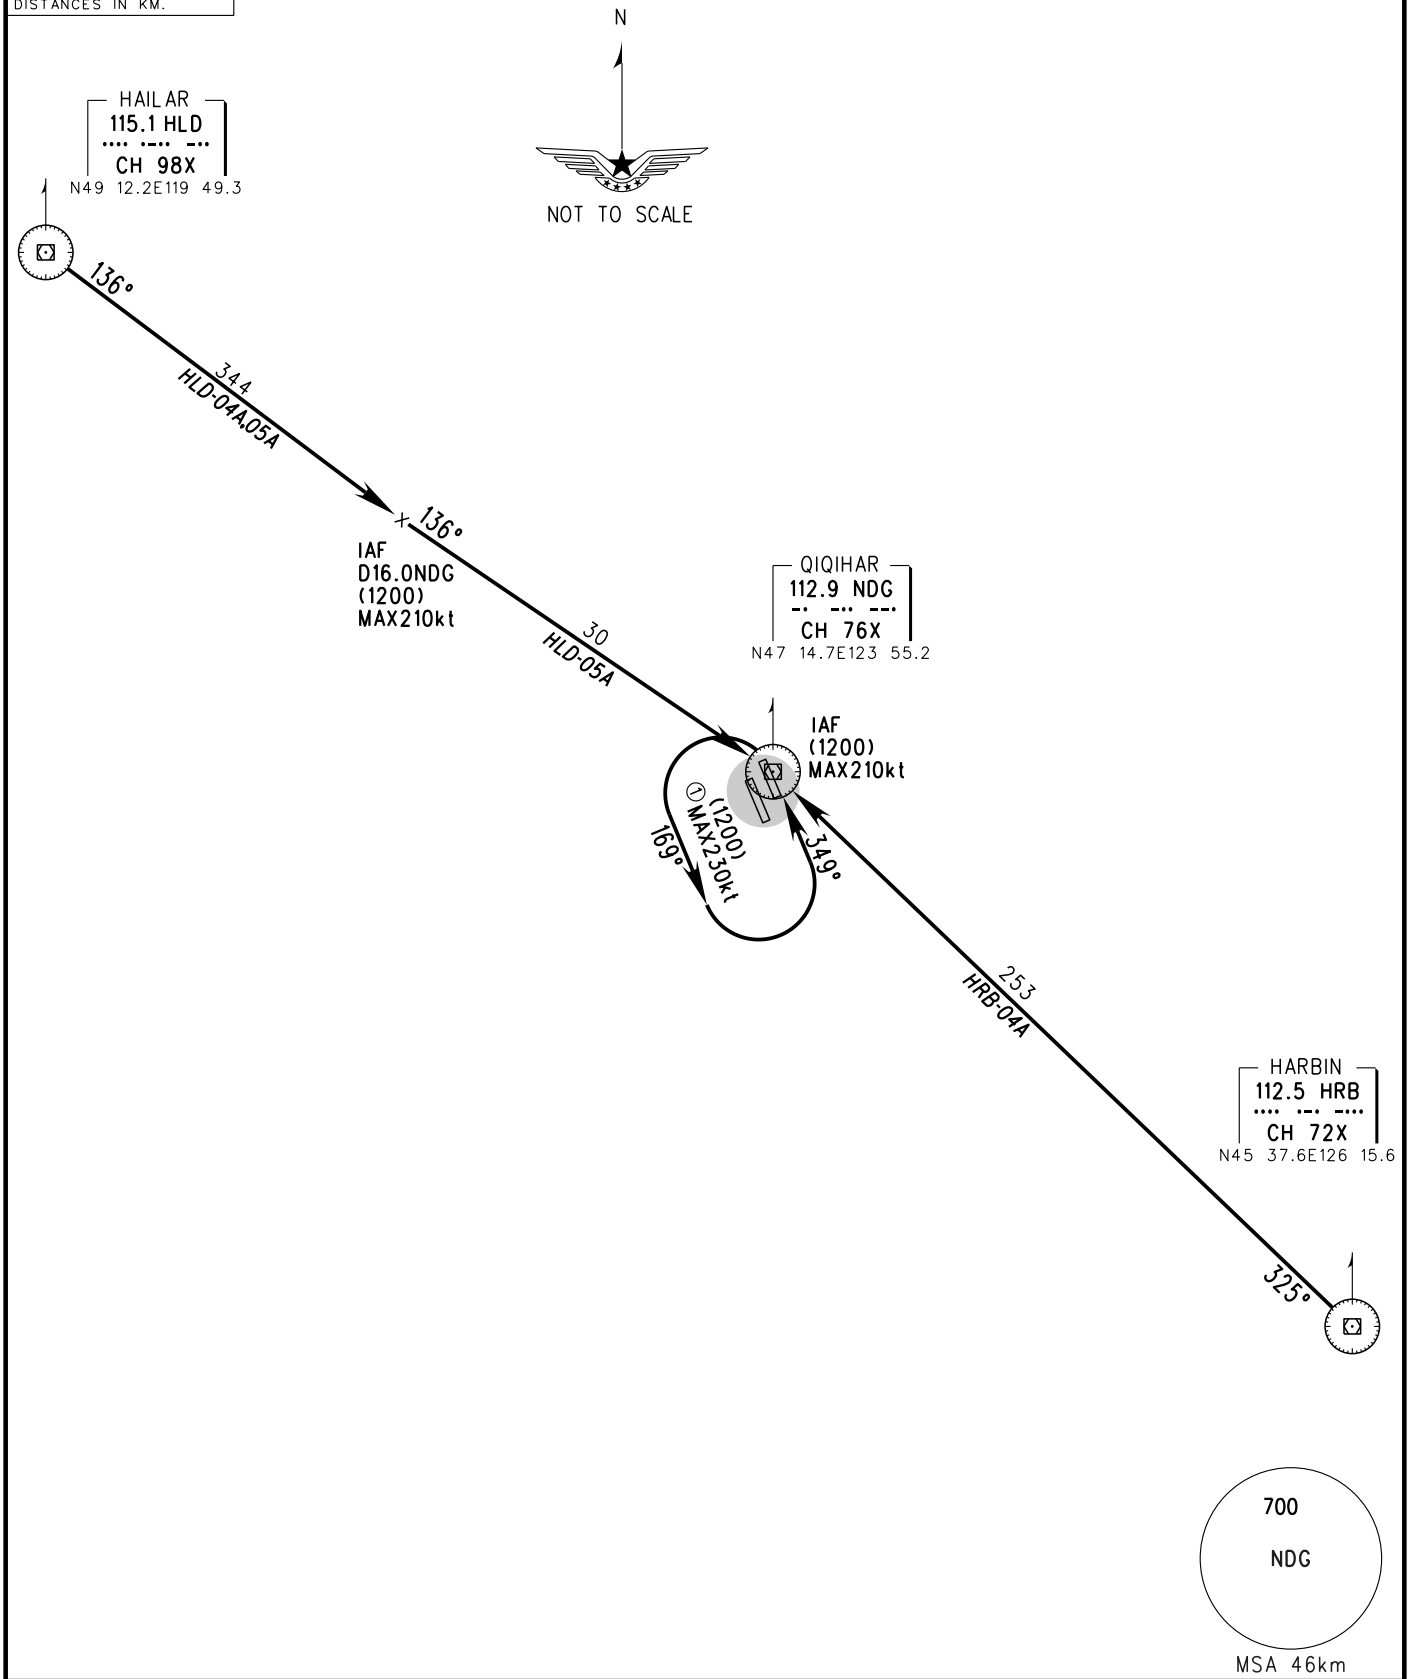 DISTANCES IN KM.
N
NOT TO SCALE
HAILAR
115.1 HLD
CH 98X
N49 12.2E119 49.3
136°
344
HLD-04A,05A
136°
IAF
D16.0NDG
(1200)
MAX210kt
30
HLD-05A
QIQIHAR
112.9 NDG
CH 76X
N47 14.7E123 55.2
IAF
(1200)
MAX210kt
① (1200)
MAX230kt
169°
349°
253
HRB-04A
HARBIN
112.5 HRB
CH 72X
N45 37.6E126 15.6
325°
700
NDG
MSA 46km